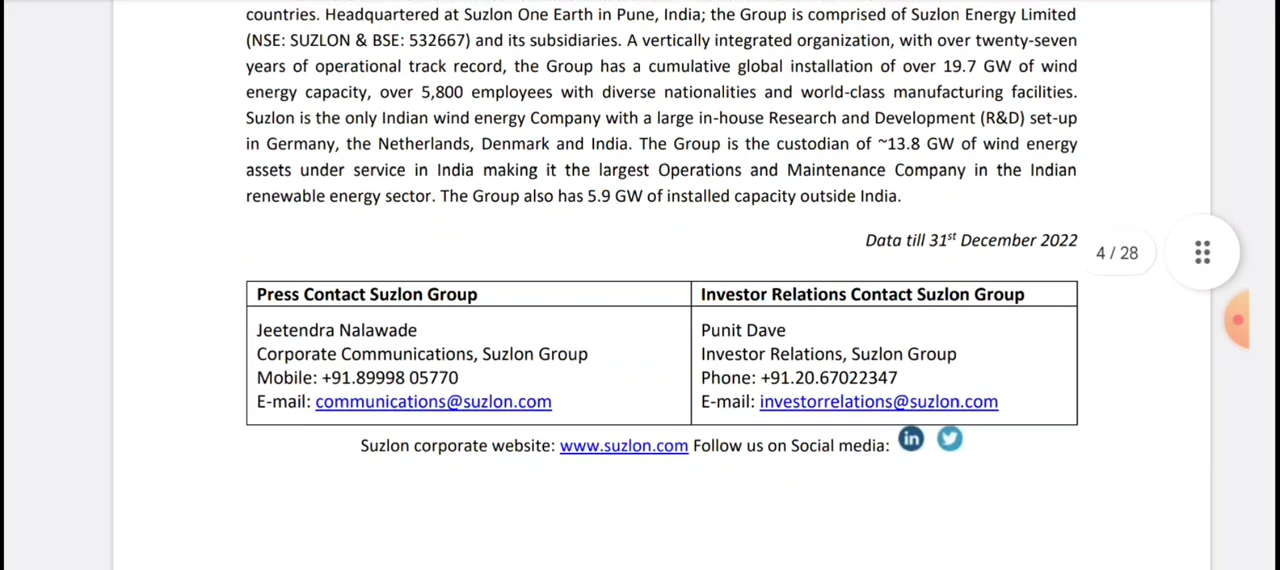 countries. Headquartered at Suzlon One Earth in Pune, India; the Group is comprised of Suzlon Energy Limited
(NSE: SUZLON & BSE: 532667) and its subsidiaries. A vertically integrated organization, with over twenty-seven
years of operational track record, the Group has a cumulative global installation of over 19.7 GW of wind
energy capacity, over 5,800 employees with diverse nationalities and world-class manufacturing facilities.
Suzlon is the only Indian wind energy Company with a large in-house Research and Development (R&D) set-up
in Germany, the Netherlands, Denmark and India. The Group is the custodian of ~13.8 GW of wind energy
assets under service in India making it the largest Operations and Maintenance Company in the Indian
renewable energy sector. The Group also has 5.9 GW of installed capacity outside India.
Data till 31st December 2022
4 / 28
Press Contact Suzlon Group
Jeetendra Nalawade
Corporate Communications, Suzlon Group
Mobile: +91.89998 05770
E-mail: communications@suzlon.com
Investor Relations Contact Suzlon Group
Punit Dave
Investor Relations, Suzlon Group
Phone: +91.20.67022347
E-mail: investorrelations@suzlon.com
Suzlon corporate website: www.suzlon.com Follow us on Social media: in